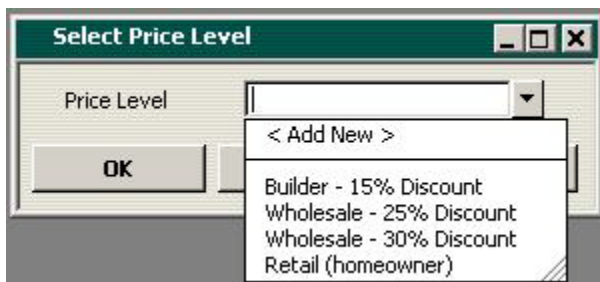 Select Price Level
Price Level
< Add New >
OK
Builder - 15% Discount
Wholesale - 25% Discount
Wholesale - 30% Discount
Retail (homeowner)